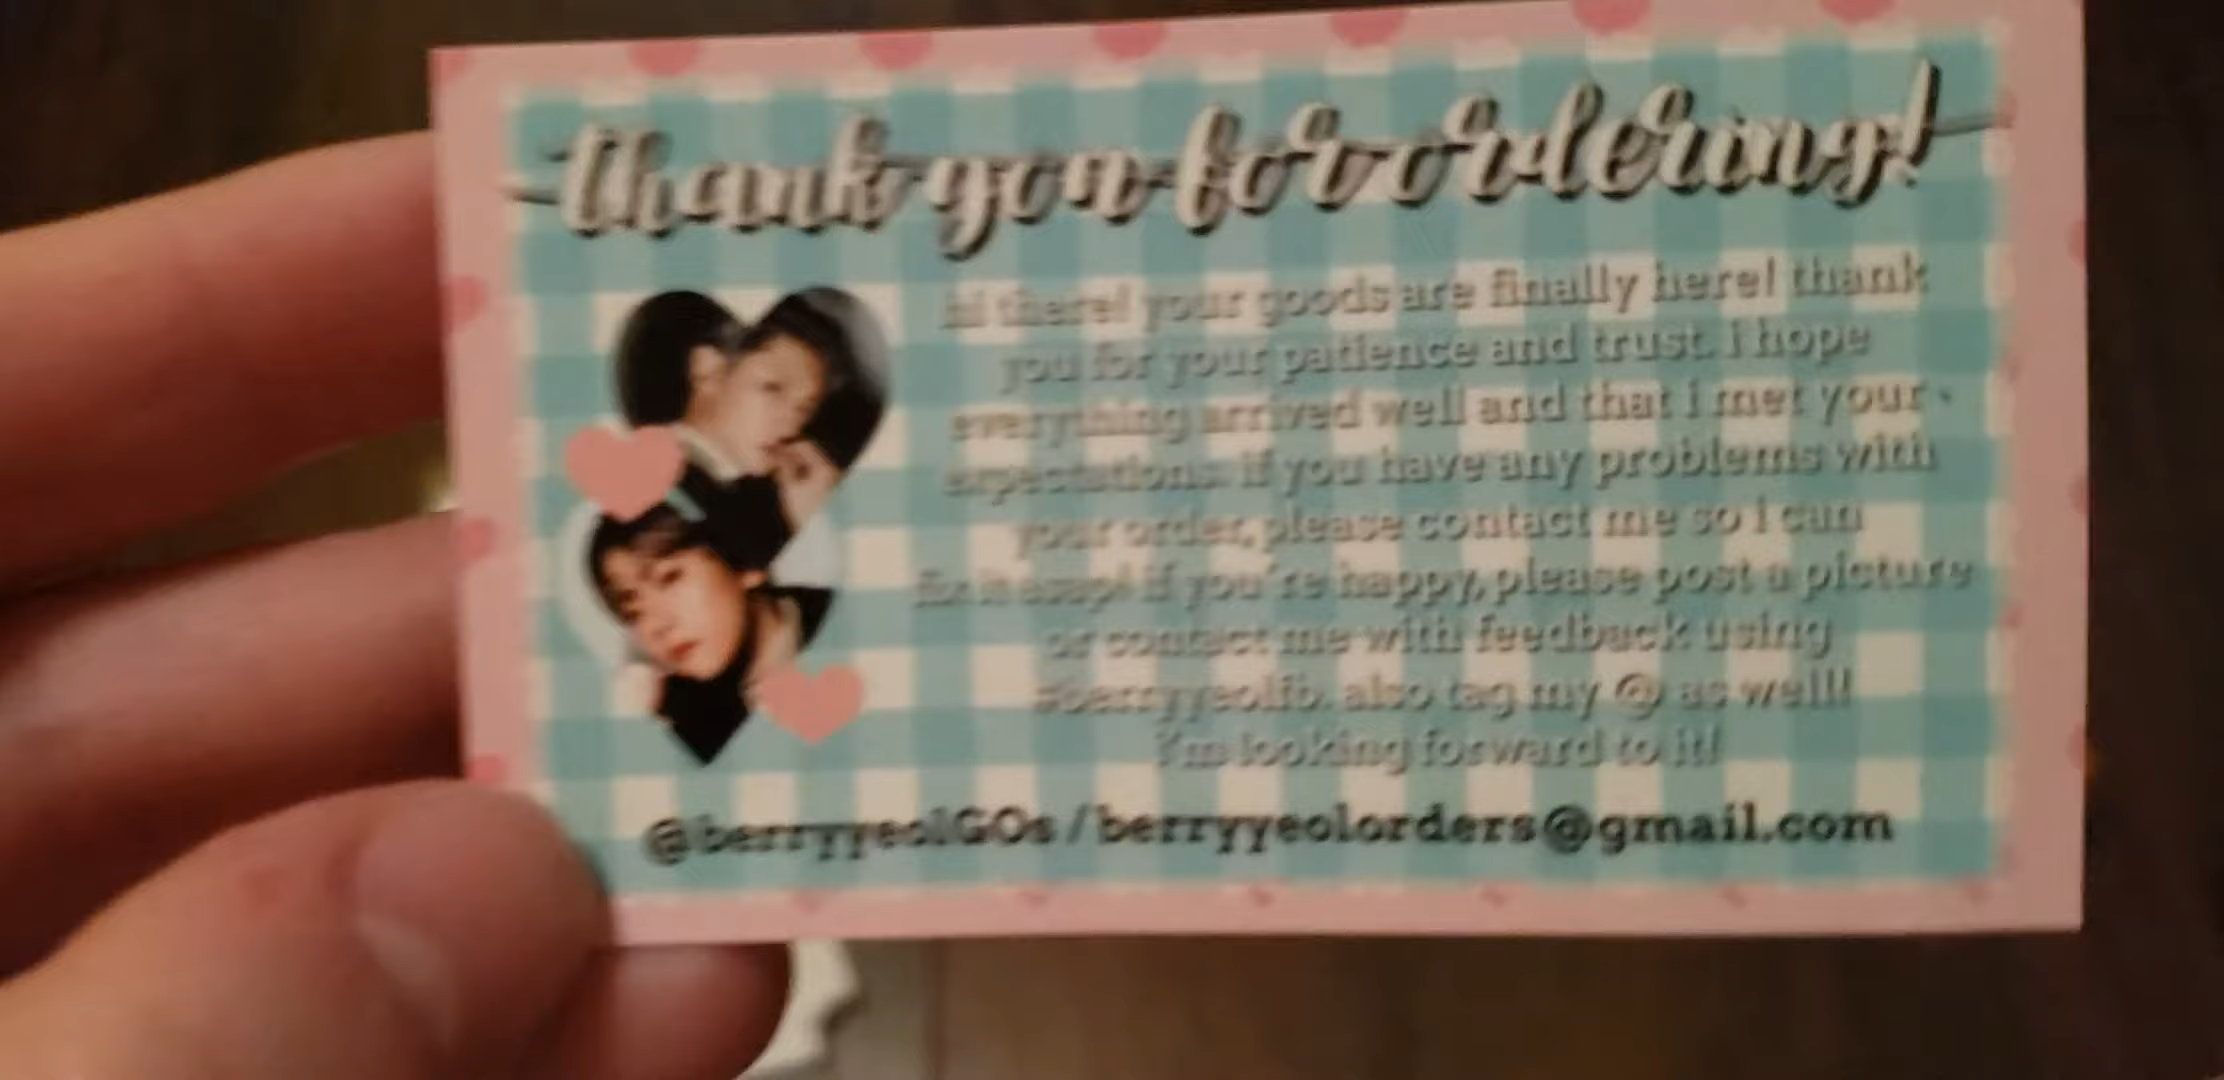 thank you for ordering!
hi there! your goods are finally here! thank
you for your patience and trust. i hope
everything arrived well and that i met your
expectations. if you have any problems with
your order, please contact me so i can
fix it asap! if you're happy, please post a picture
or contact me with feedback using
#berryyeolfb. also tag my @ as well!
i'm looking forward to it!
@berryyeolGOs / berryyeolorders@gmail.com